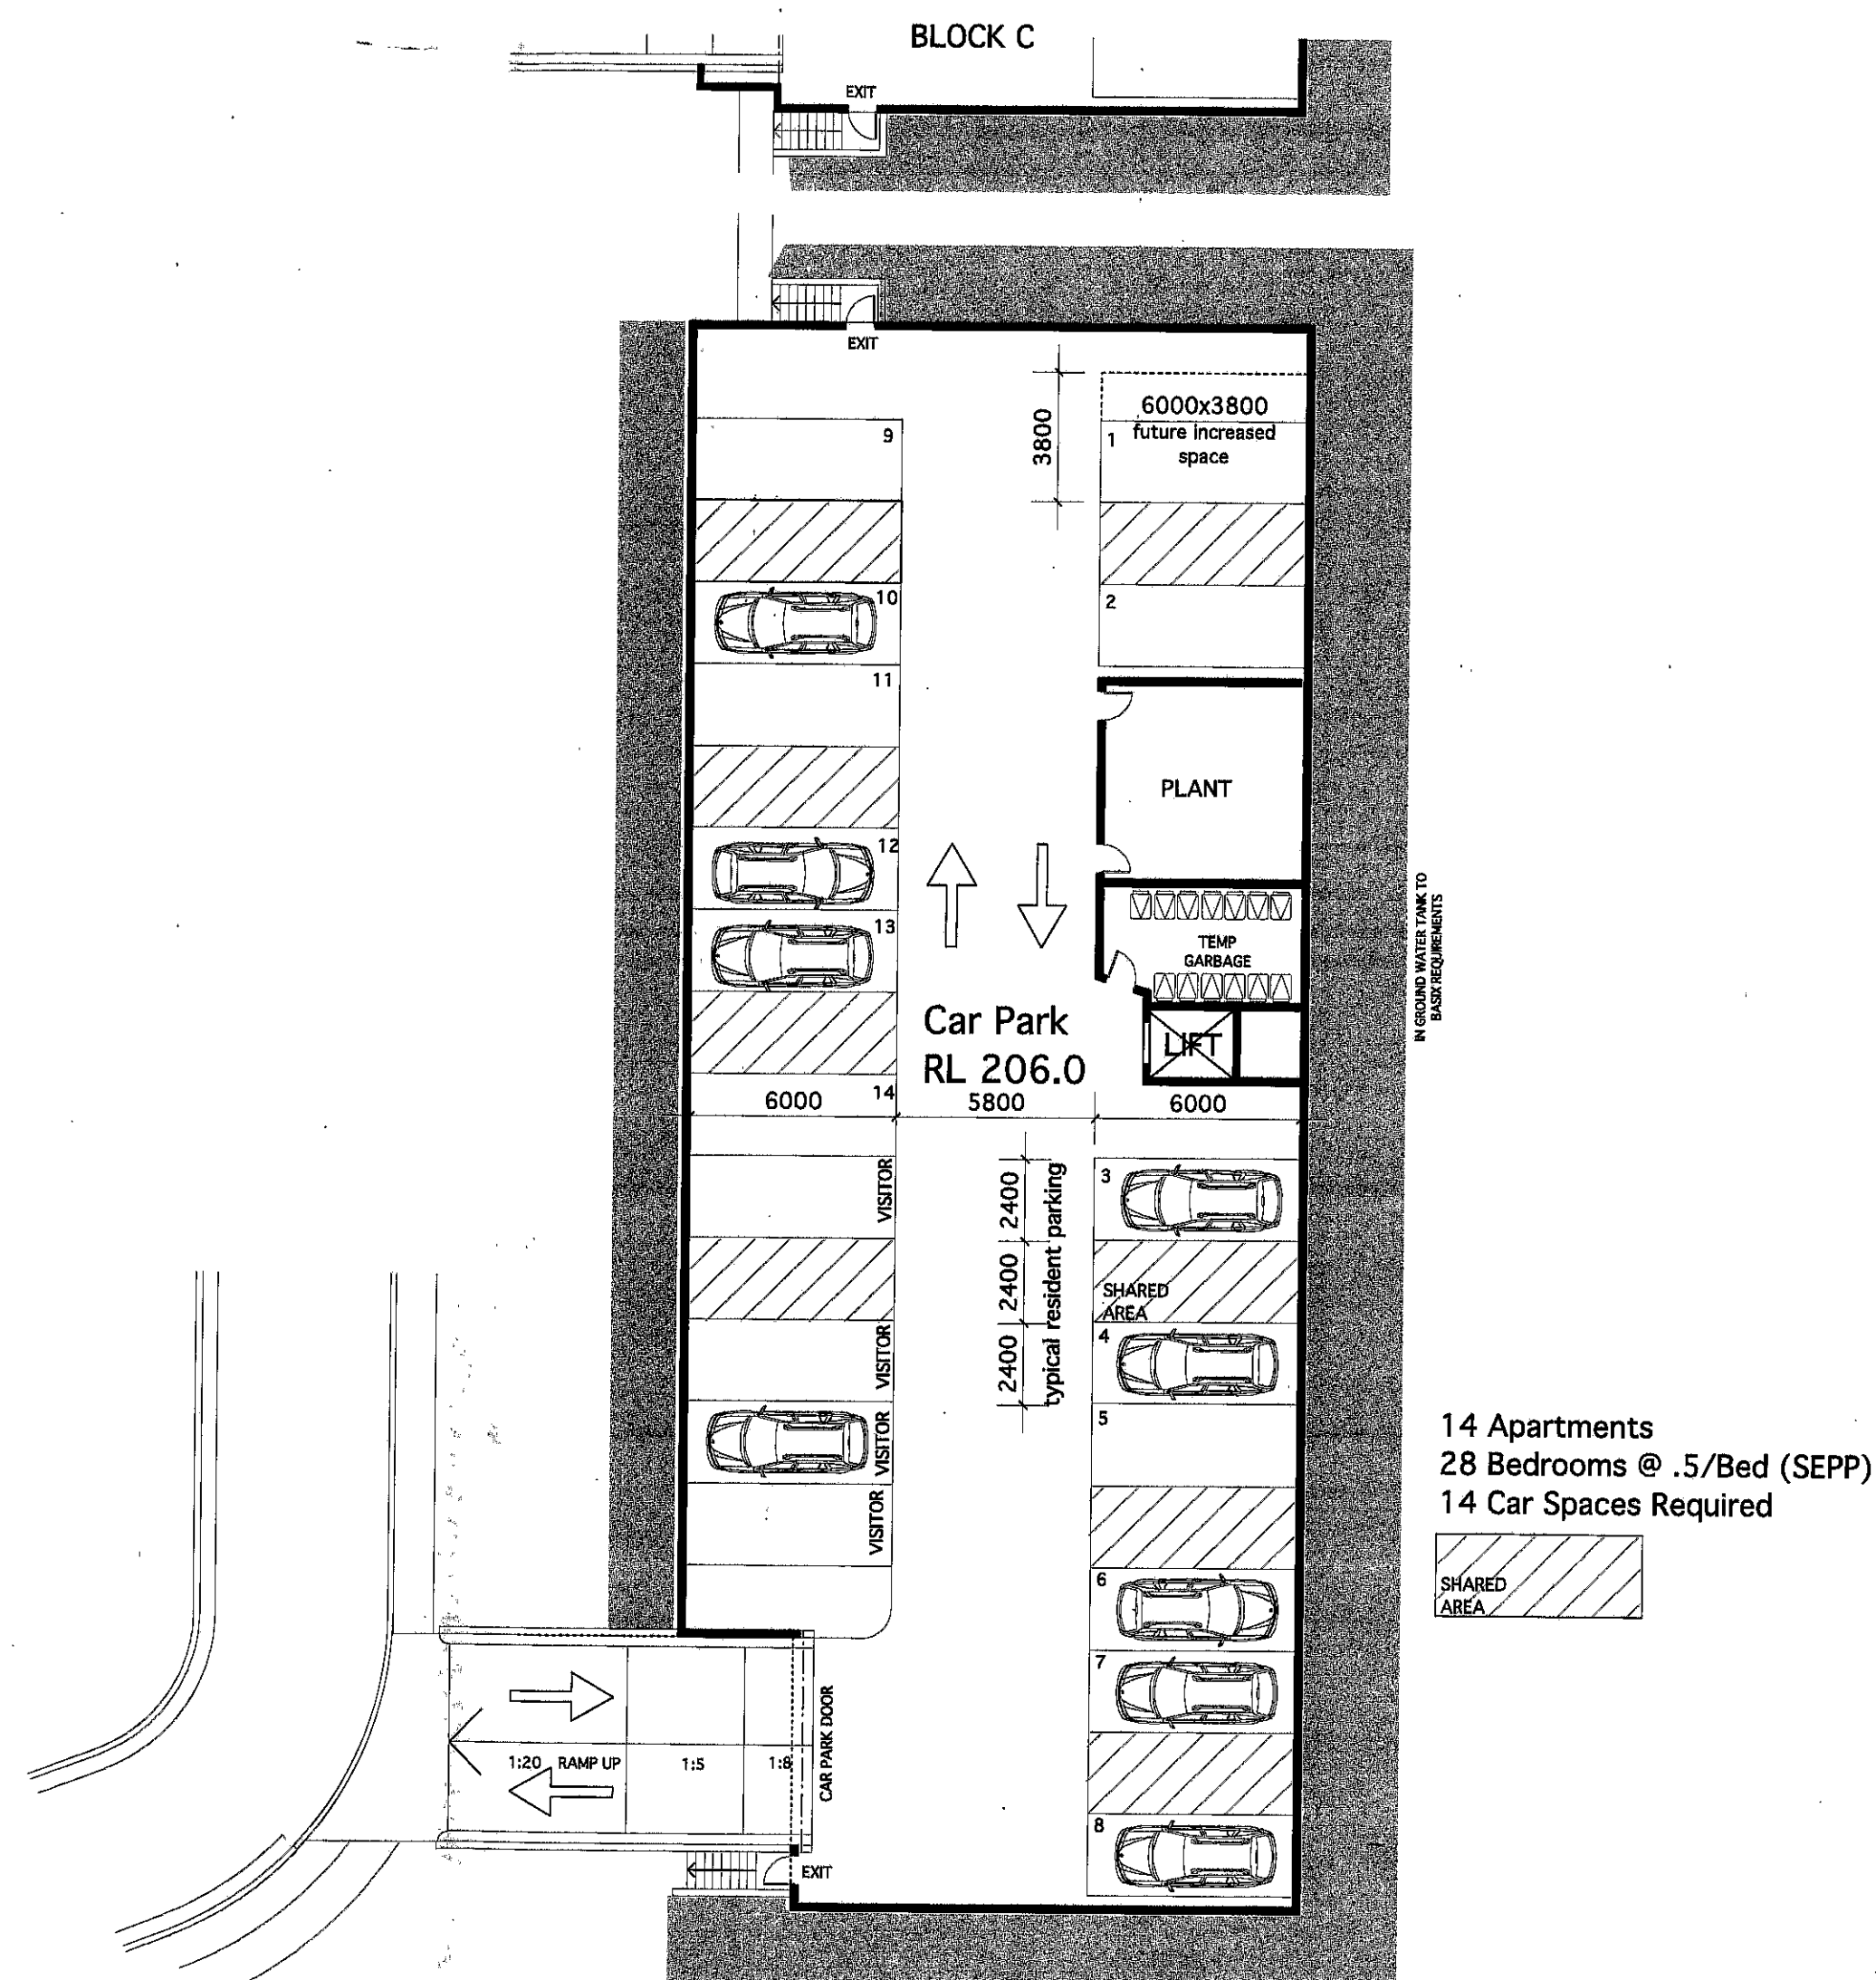 BLOCK C
EXIT
EXIT
6000x3800
future increased
space
3800
9
1
10
2
11
PLANT
12
13
TEMP
GARBAGE
IN GROUND WATER TANK TO
BASIX REQUIREMENTS
Car Park
RL 206.0
LIFT
14
6000
5800
6000
VISITOR
2400
2400
2400
typical resident parking
3
SHARED
AREA
4
VISITOR
VISITOR
5
VISITOR
14 Apartments
28 Bedrooms @ .5/Bed (SEPP)
14 Car Spaces Required
SHARED
AREA
6
7
1:20 RAMP UP
1:5
1:8
CAR PARK DOOR
8
EXIT